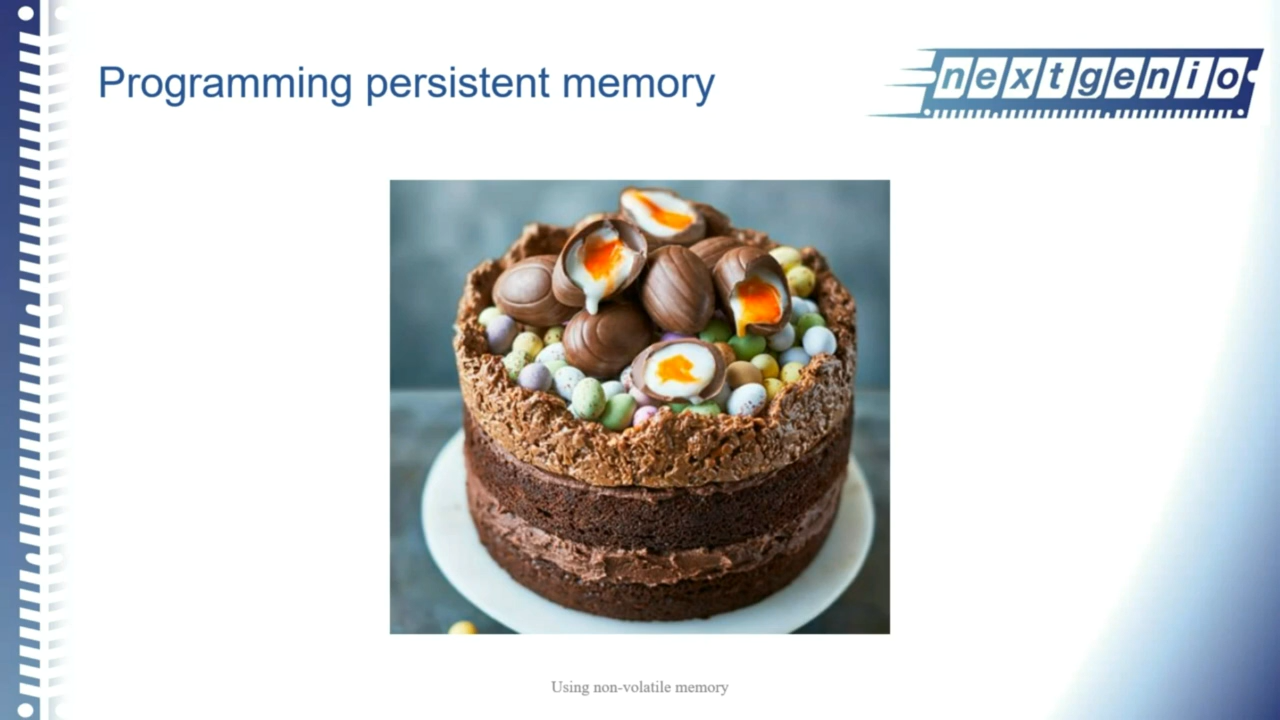 Programming persistent memory
nextgenio
Using non-volatile memory